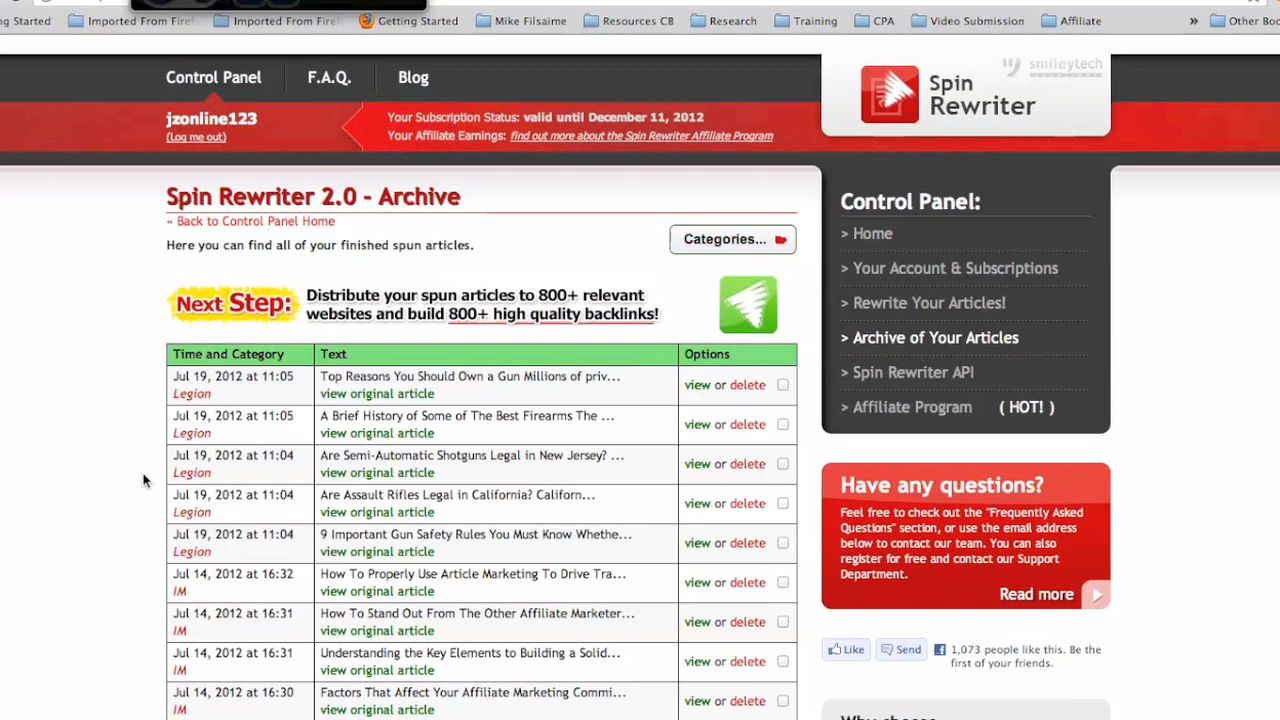 ng Started
Imported From Firef
Imported From Firef
Getting Started
Mike Filsaime
Resources CB
Research
Training
CPA
Video Submission
Affiliate
»
Other Boo
Control Panel
F.A.Q.
Blog
smileytech
Spin
Rewriter
jzonline123
(Log me out)
Your Subscription Status: valid until December 11, 2012
Your Affiliate Earnings: find out more about the Spin Rewriter Affiliate Program
Spin Rewriter 2.0 - Archive
« Back to Control Panel Home
Here you can find all of your finished spun articles.
Categories...
Next Step:
Distribute your spun articles to 800+ relevant
websites and build 800+ high quality backlinks!
Time and Category Text Options
Jul 19, 2012 at 11:05 Top Reasons You Should Own a Gun Millions of priv...
Legion view original article view or delete
Jul 19, 2012 at 11:05 A Brief History of Some of The Best Firearms The ...
Legion view original article view or delete
Jul 19, 2012 at 11:04 Are Semi-Automatic Shotguns Legal in New Jersey? ...
Legion view original article view or delete
Jul 19, 2012 at 11:04 Are Assault Rifles Legal in California? Californ...
Legion view original article view or delete
Jul 19, 2012 at 11:04 9 Important Gun Safety Rules You Must Know Whethe...
Legion view original article view or delete
Jul 14, 2012 at 16:32 How To Properly Use Article Marketing To Drive Tra...
IM view original article view or delete
Jul 14, 2012 at 16:31 How To Stand Out From The Other Affiliate Marketer...
IM view original article view or delete
Jul 14, 2012 at 16:31 Understanding the Key Elements to Building a Solid...
IM view original article view or delete
Jul 14, 2012 at 16:30 Factors That Affect Your Affiliate Marketing Commi...
IM view original article view or delete
Control Panel:
> Home
> Your Account & Subscriptions
> Rewrite Your Articles!
> Archive of Your Articles
> Spin Rewriter API
> Affiliate Program ( HOT! )
Have any questions?
Feel free to check out the "Frequently Asked
Questions" section, or use the email address
below to contact our team. You can also
register for free and contact our Support
Department.
Read more
Like
Send
1,073 people like this. Be the
first of your friends.